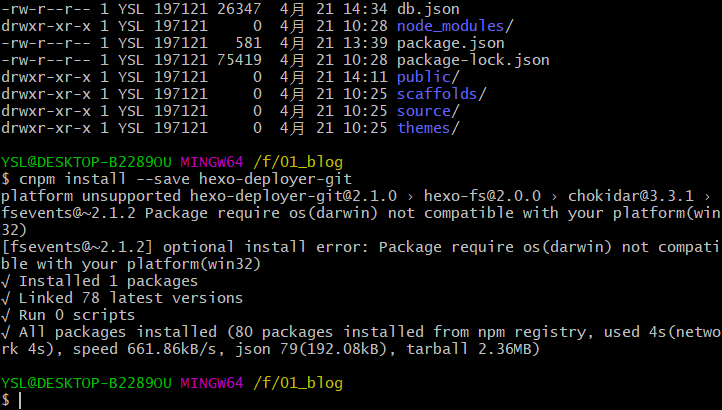 -rw-r--r-- 1 YSL 197121 26347  4月  21 14:34 db.json
drwxr-xr-x 1 YSL 197121     0  4月  21 10:28 node_modules/
-rw-r--r-- 1 YSL 197121   581  4月  21 13:39 package.json
-rw-r--r-- 1 YSL 197121 75419  4月  21 10:28 package-lock.json
drwxr-xr-x 1 YSL 197121     0  4月  21 14:11 public/
drwxr-xr-x 1 YSL 197121     0  4月  21 10:25 scaffolds/
drwxr-xr-x 1 YSL 197121     0  4月  21 10:25 source/
drwxr-xr-x 1 YSL 197121     0  4月  21 10:25 themes/
YSL@DESKTOP-B2289OU MINGW64 /f/01_blog
$ cnpm install --save hexo-deployer-git
platform unsupported hexo-deployer-git@2.1.0 › hexo-fs@2.0.0 › chokidar@3.3.1 ›
fsevents@~2.1.2 Package require os(darwin) not compatible with your platform(win
32)
[fsevents@~2.1.2] optional install error: Package require os(darwin) not compati
ble with your platform(win32)
√ Installed 1 packages
√ Linked 78 latest versions
√ Run 0 scripts
√ All packages installed (80 packages installed from npm registry, used 4s(netwo
rk 4s), speed 661.86kB/s, json 79(192.08kB), tarball 2.36MB)
YSL@DESKTOP-B2289OU MINGW64 /f/01_blog
$